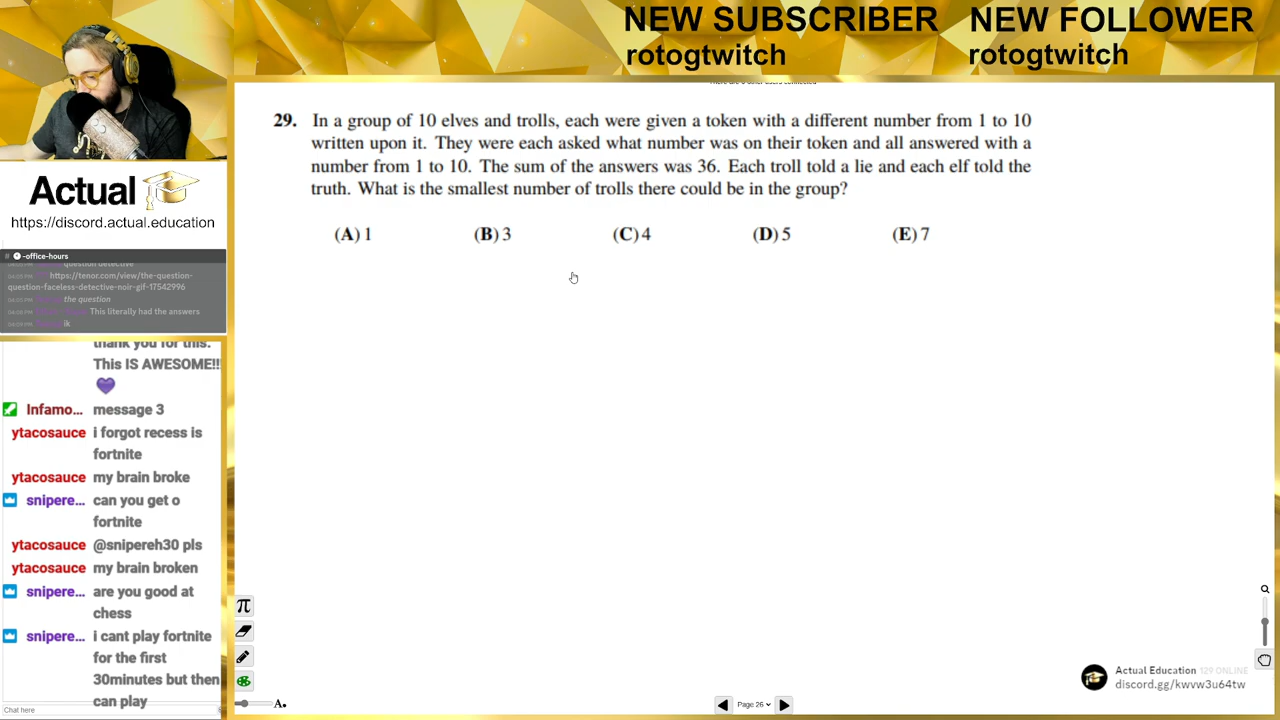 NEW SUBSCRIBER
rotogtwitch
NEW FOLLOWER
rotogtwitch
Actual
https://discord.actual.education
-office-hours
question detective
https://tenor.com/view/the-question-
question-faceless-detective-noir-gif-17542996
the question
This literally had the answers
ik
thank you for this.
This IS AWESOME!!!
Infamo... message 3
ytacosauce i forgot recess is
fortnite
ytacosauce my brain broke
snipere... can you get o
fortnite
ytacosauce @snipereh30 pls
ytacosauce my brain broken
snipere... are you good at
chess
snipere... i cant play fortnite
for the first
30minutes but then
can play
Chat here
29. In a group of 10 elves and trolls, each were given a token with a different number from 1 to 10
written upon it. They were each asked what number was on their token and all answered with a
number from 1 to 10. The sum of the answers was 36. Each troll told a lie and each elf told the
truth. What is the smallest number of trolls there could be in the group?
(A) 1 (B) 3 (C) 4 (D) 5 (E) 7
π
A
Page 26
Actual Education 129 ONLINE
discord.gg/kwvw3u64tw